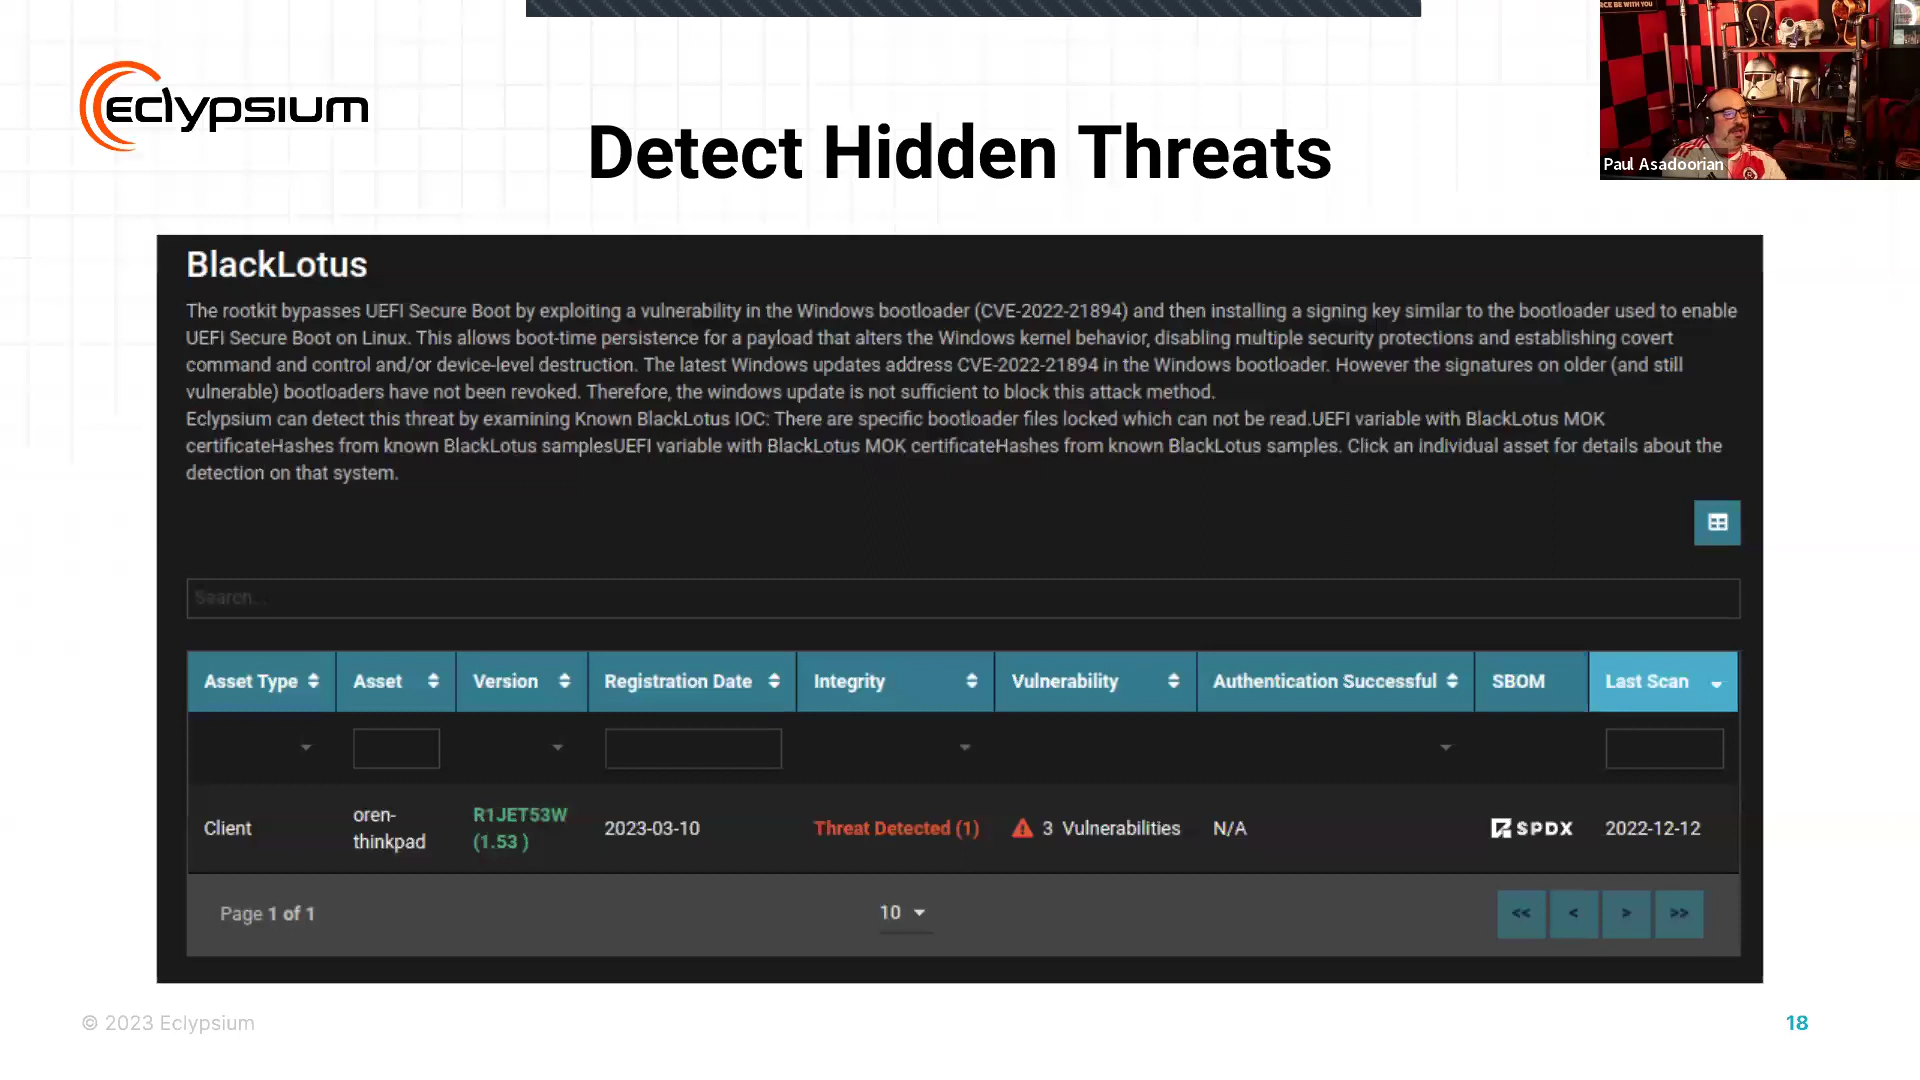 RCE BE WITH YOU
Eclypsium
Detect Hidden Threats
Paul Asadoorian
BlackLotus
The rootkit bypasses UEFI Secure Boot by exploiting a vulnerability in the Windows bootloader (CVE-2022-21894) and then installing a signing key similar to the bootloader used to enable
UEFI Secure Boot on Linux. This allows boot-time persistence for a payload that alters the Windows kernel behavior, disabling multiple security protections and establishing covert
command and control and/or device-level destruction. The latest Windows updates address CVE-2022-21894 in the Windows bootloader. However the signatures on older (and still
vulnerable) bootloaders have not been revoked. Therefore, the windows update is not sufficient to block this attack method.
Eclypsium can detect this threat by examining Known BlackLotus IOC: There are specific bootloader files locked which can not be read.UEFI variable with BlackLotus MOK
certificateHashes from known BlackLotus samplesUEFI variable with BlackLotus MOK certificateHashes from known BlackLotus samples. Click an individual asset for details about the
detection on that system.
Search...
Asset Type Asset Version Registration Date Integrity Vulnerability Authentication Successful SBOM Last Scan
Client oren-thinkpad R1JET53W (1.53 ) 2023-03-10 Threat Detected (1) 3 Vulnerabilities N/A SPDX 2022-12-12
Page 1 of 1 10 << < > >>
© 2023 Eclypsium 18